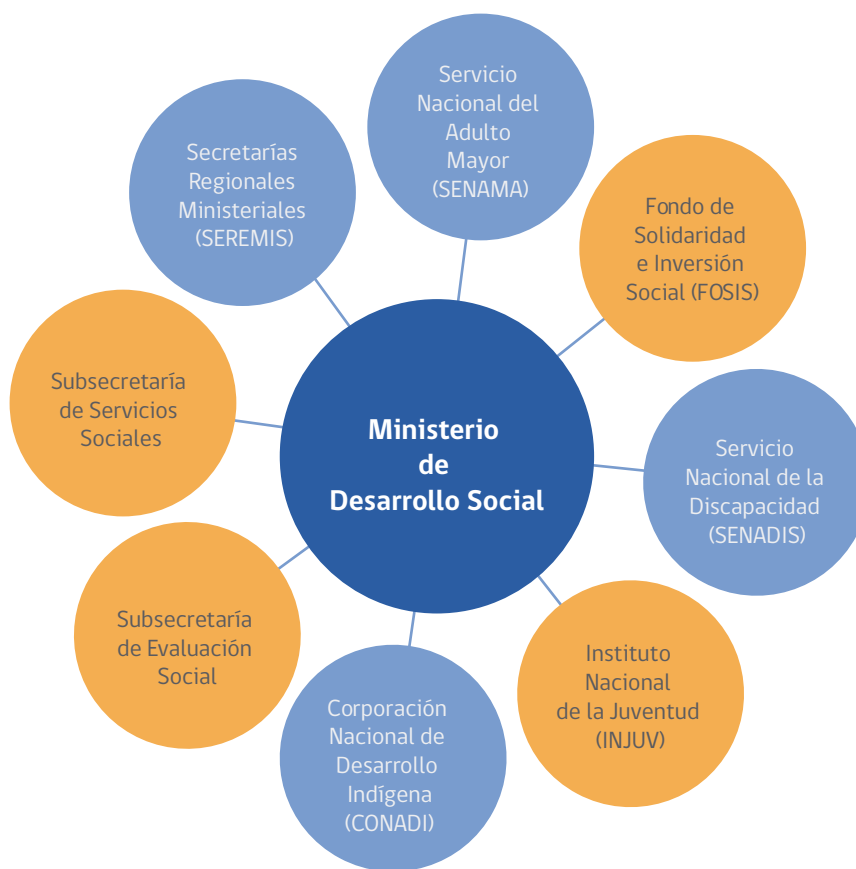 Servicio
Nacional del
Adulto
Mayor
(SENAMA)
Secretarías
Regionales
Ministeriales
(SEREMIS)
Fondo de
Solidaridad
e Inversión
Social (FOSIS)
Subsecretaría
de Servicios
Sociales
Ministerio
de
Desarrollo Social
Servicio
Nacional de la
Discapacidad
(SENADIS)
Subsecretaría
de Evaluación
Social
Instituto
Nacional
de la Juventud
(INJUV)
Corporación
Nacional de
Desarrollo
Indígena
(CONADI)